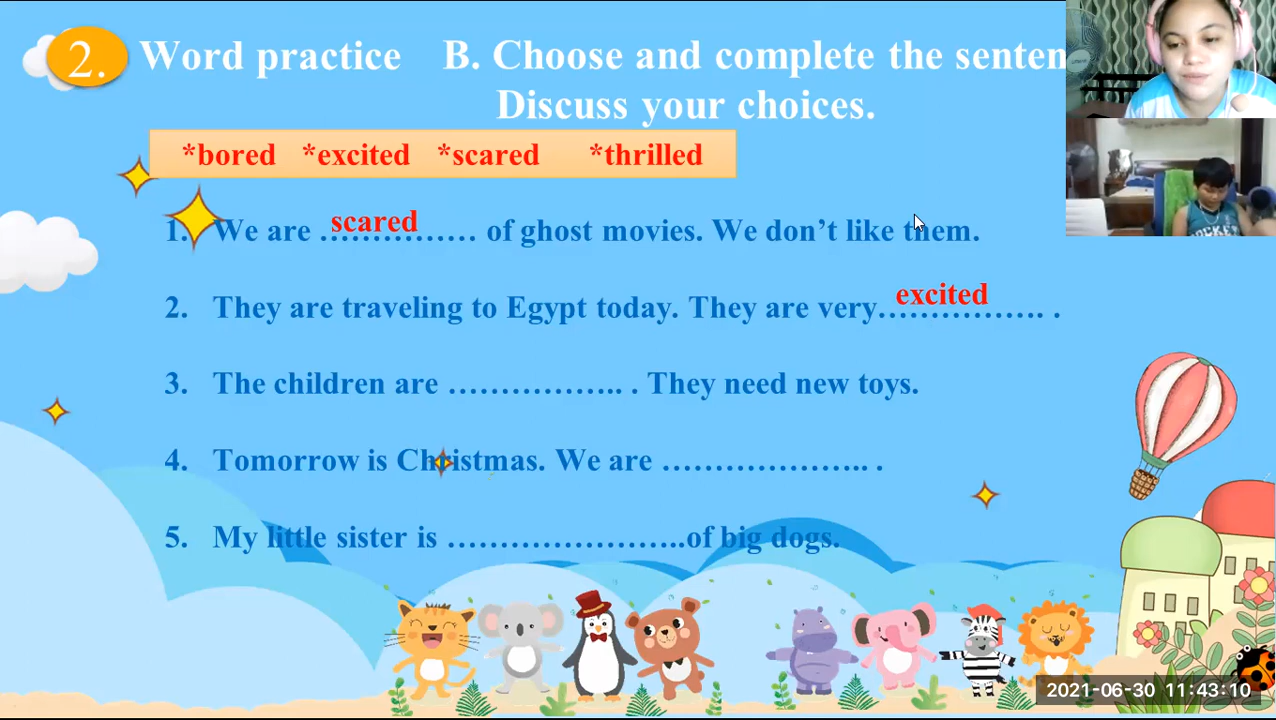 2. Word practice B. Choose and complete the senten
Discuss your choices.
*bored *excited *scared *thrilled
1. We are scared …………… of ghost movies. We don’t like them.
2. They are traveling to Egypt today. They are very excited ……………. .
3. The children are …………….. . They need new toys.
4. Tomorrow is Christmas. We are ……………….. .
5. My little sister is …………………..of big dogs.
2021-06-30 11:43:10